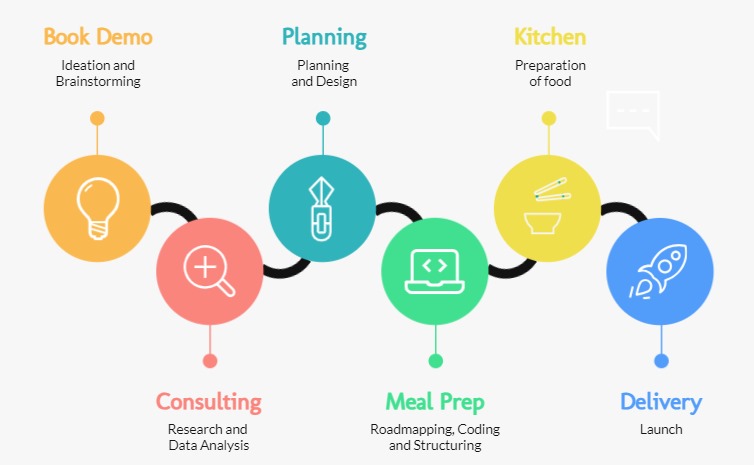 Book Demo
Ideation and
Brainstorming
Planning
Planning
and Design
Kitchen
Preparation
of food
Consulting
Research and
Data Analysis
Meal Prep
Roadmapping, Coding
and Structuring
Delivery
Launch